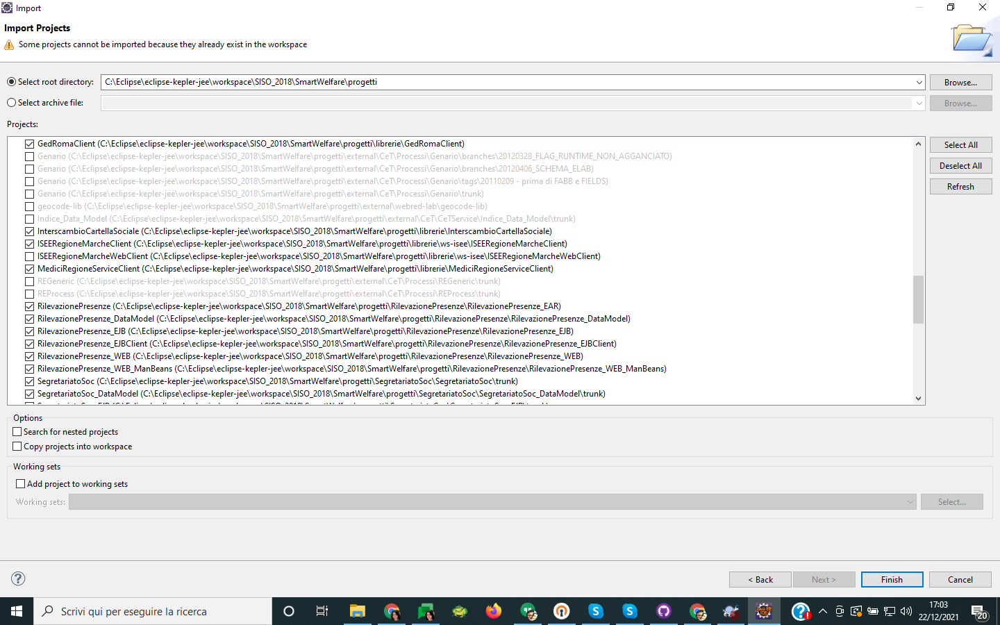 Import
Import Projects
Some projects cannot be imported because they already exist in the workspace
Select root directory: C:\Eclipse\eclipse-kepler-jee\workspace\SISO_2018\SmartWelfare\progetti Browse...
Select archive file: Browse...
Projects:
GedRomaClient (C:\Eclipse\eclipse-kepler-jee\workspace\SISO_2018\SmartWelfare\progetti\librerie\GedRomaClient)
Genario (C:\Eclipse\eclipse-kepler-jee\workspace\SISO_2018\SmartWelfare\progetti\external\CeT\Processi\Genario\branches\20120328_FLAG_RUNTIME_NON_AGGANCIATO)
Genario (C:\Eclipse\eclipse-kepler-jee\workspace\SISO_2018\SmartWelfare\progetti\external\CeT\Processi\Genario\branches\20120406_SCHEMA_ELAB)
Genario (C:\Eclipse\eclipse-kepler-jee\workspace\SISO_2018\SmartWelfare\progetti\external\CeT\Processi\Genario\tags\20110209 - prima di FABB e FIELDS)
Genario (C:\Eclipse\eclipse-kepler-jee\workspace\SISO_2018\SmartWelfare\progetti\external\CeT\Processi\Genario\trunk)
geocode-lib (C:\Eclipse\eclipse-kepler-jee\workspace\SISO_2018\SmartWelfare\progetti\external\webred-lab\geocode-lib)
Indice_Data_Model (C:\Eclipse\eclipse-kepler-jee\workspace\SISO_2018\SmartWelfare\progetti\external\CeT\CeTService\Indice_Data_Model\trunk)
InterscambioCartellaSociale (C:\Eclipse\eclipse-kepler-jee\workspace\SISO_2018\SmartWelfare\progetti\librerie\InterscambioCartellaSociale)
ISEERegioneMarcheClient (C:\Eclipse\eclipse-kepler-jee\workspace\SISO_2018\SmartWelfare\progetti\librerie\ws-isee\ISEERegioneMarcheClient)
ISEERegioneMarcheWebClient (C:\Eclipse\eclipse-kepler-jee\workspace\SISO_2018\SmartWelfare\progetti\librerie\ws-isee\ISEERegioneMarcheWebClient)
MediciRegioneServiceClient (C:\Eclipse\eclipse-kepler-jee\workspace\SISO_2018\SmartWelfare\progetti\librerie\MediciRegioneServiceClient)
REGeneric (C:\Eclipse\eclipse-kepler-jee\workspace\SISO_2018\SmartWelfare\progetti\external\CeT\Processi\REGeneric\trunk)
REProcess (C:\Eclipse\eclipse-kepler-jee\workspace\SISO_2018\SmartWelfare\progetti\external\CeT\Processi\REProcess\trunk)
RilevazionePresenze (C:\Eclipse\eclipse-kepler-jee\workspace\SISO_2018\SmartWelfare\progetti\RilevazionePresenze\RilevazionePresenze_EAR)
RilevazionePresenze_DataModel (C:\Eclipse\eclipse-kepler-jee\workspace\SISO_2018\SmartWelfare\progetti\RilevazionePresenze\RilevazionePresenze_DataModel)
RilevazionePresenze_EJB (C:\Eclipse\eclipse-kepler-jee\workspace\SISO_2018\SmartWelfare\progetti\RilevazionePresenze\RilevazionePresenze_EJB)
RilevazionePresenze_EJBClient (C:\Eclipse\eclipse-kepler-jee\workspace\SISO_2018\SmartWelfare\progetti\RilevazionePresenze\RilevazionePresenze_EJBClient)
RilevazionePresenze_WEB (C:\Eclipse\eclipse-kepler-jee\workspace\SISO_2018\SmartWelfare\progetti\RilevazionePresenze\RilevazionePresenze_WEB)
RilevazionePresenze_WEB_ManBeans (C:\Eclipse\eclipse-kepler-jee\workspace\SISO_2018\SmartWelfare\progetti\RilevazionePresenze\RilevazionePresenze_WEB_ManBeans)
SegretariatoSoc (C:\Eclipse\eclipse-kepler-jee\workspace\SISO_2018\SmartWelfare\progetti\SegretariatoSoc\SegretariatoSoc\trunk)
SegretariatoSoc_DataModel (C:\Eclipse\eclipse-kepler-jee\workspace\SISO_2018\SmartWelfare\progetti\SegretariatoSoc\SegretariatoSoc_DataModel\trunk)
Select All
Deselect All
Refresh
Options
Search for nested projects
Copy projects into workspace
Working sets
Add project to working sets
Working sets: Select...
< Back Next > Finish Cancel
Scrivi qui per eseguire la ricerca
17:03
22/12/2021
20